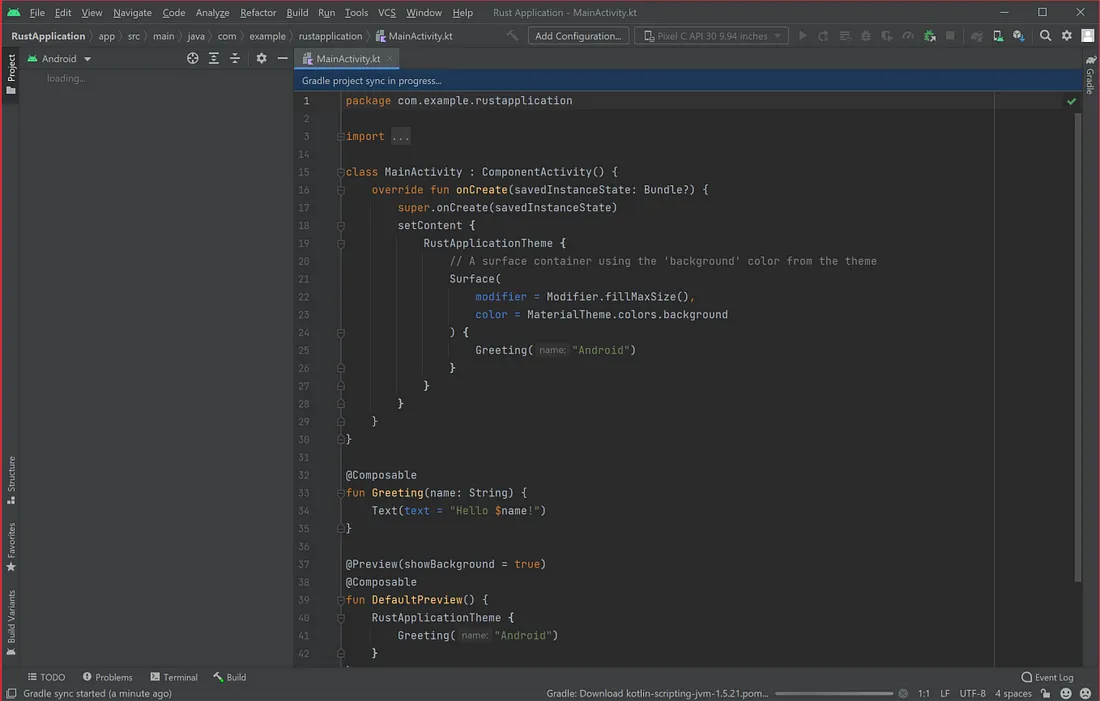 File Edit View Navigate Code Analyze Refactor Build Run Tools VCS Window Help Rust Application - MainActivity.kt
RustApplication app src main java com example rustapplication MainActivity.kt Add Configuration... Pixel C API 30 9.94 inches
Project
Android
MainActivity.kt
loading...
Gradle project sync in progress...
Gradle
1 package com.example.rustapplication
2
3 import ...
14
15 class MainActivity : ComponentActivity() {
16 override fun onCreate(savedInstanceState: Bundle?) {
17 super.onCreate(savedInstanceState)
18 setContent {
19 RustApplicationTheme {
20 // A surface container using the 'background' color from the theme
21 Surface(
22 modifier = Modifier.fillMaxSize(),
23 color = MaterialTheme.colors.background
24 ) {
25 Greeting( name: "Android")
26 }
27 }
28 }
29 }
30 }
31
32 @Composable
33 fun Greeting(name: String) {
34 Text(text = "Hello $name!")
35 }
36
37 @Preview(showBackground = true)
38 @Composable
39 fun DefaultPreview() {
40 RustApplicationTheme {
41 Greeting( name: "Android")
42 }
Structure
Favorites
Build Variants
TODO Problems Terminal Build Event Log
Gradle sync started (a minute ago) Gradle: Download kotlin-scripting-jvm-1.5.21.pom... 1:1 LF UTF-8 4 spaces